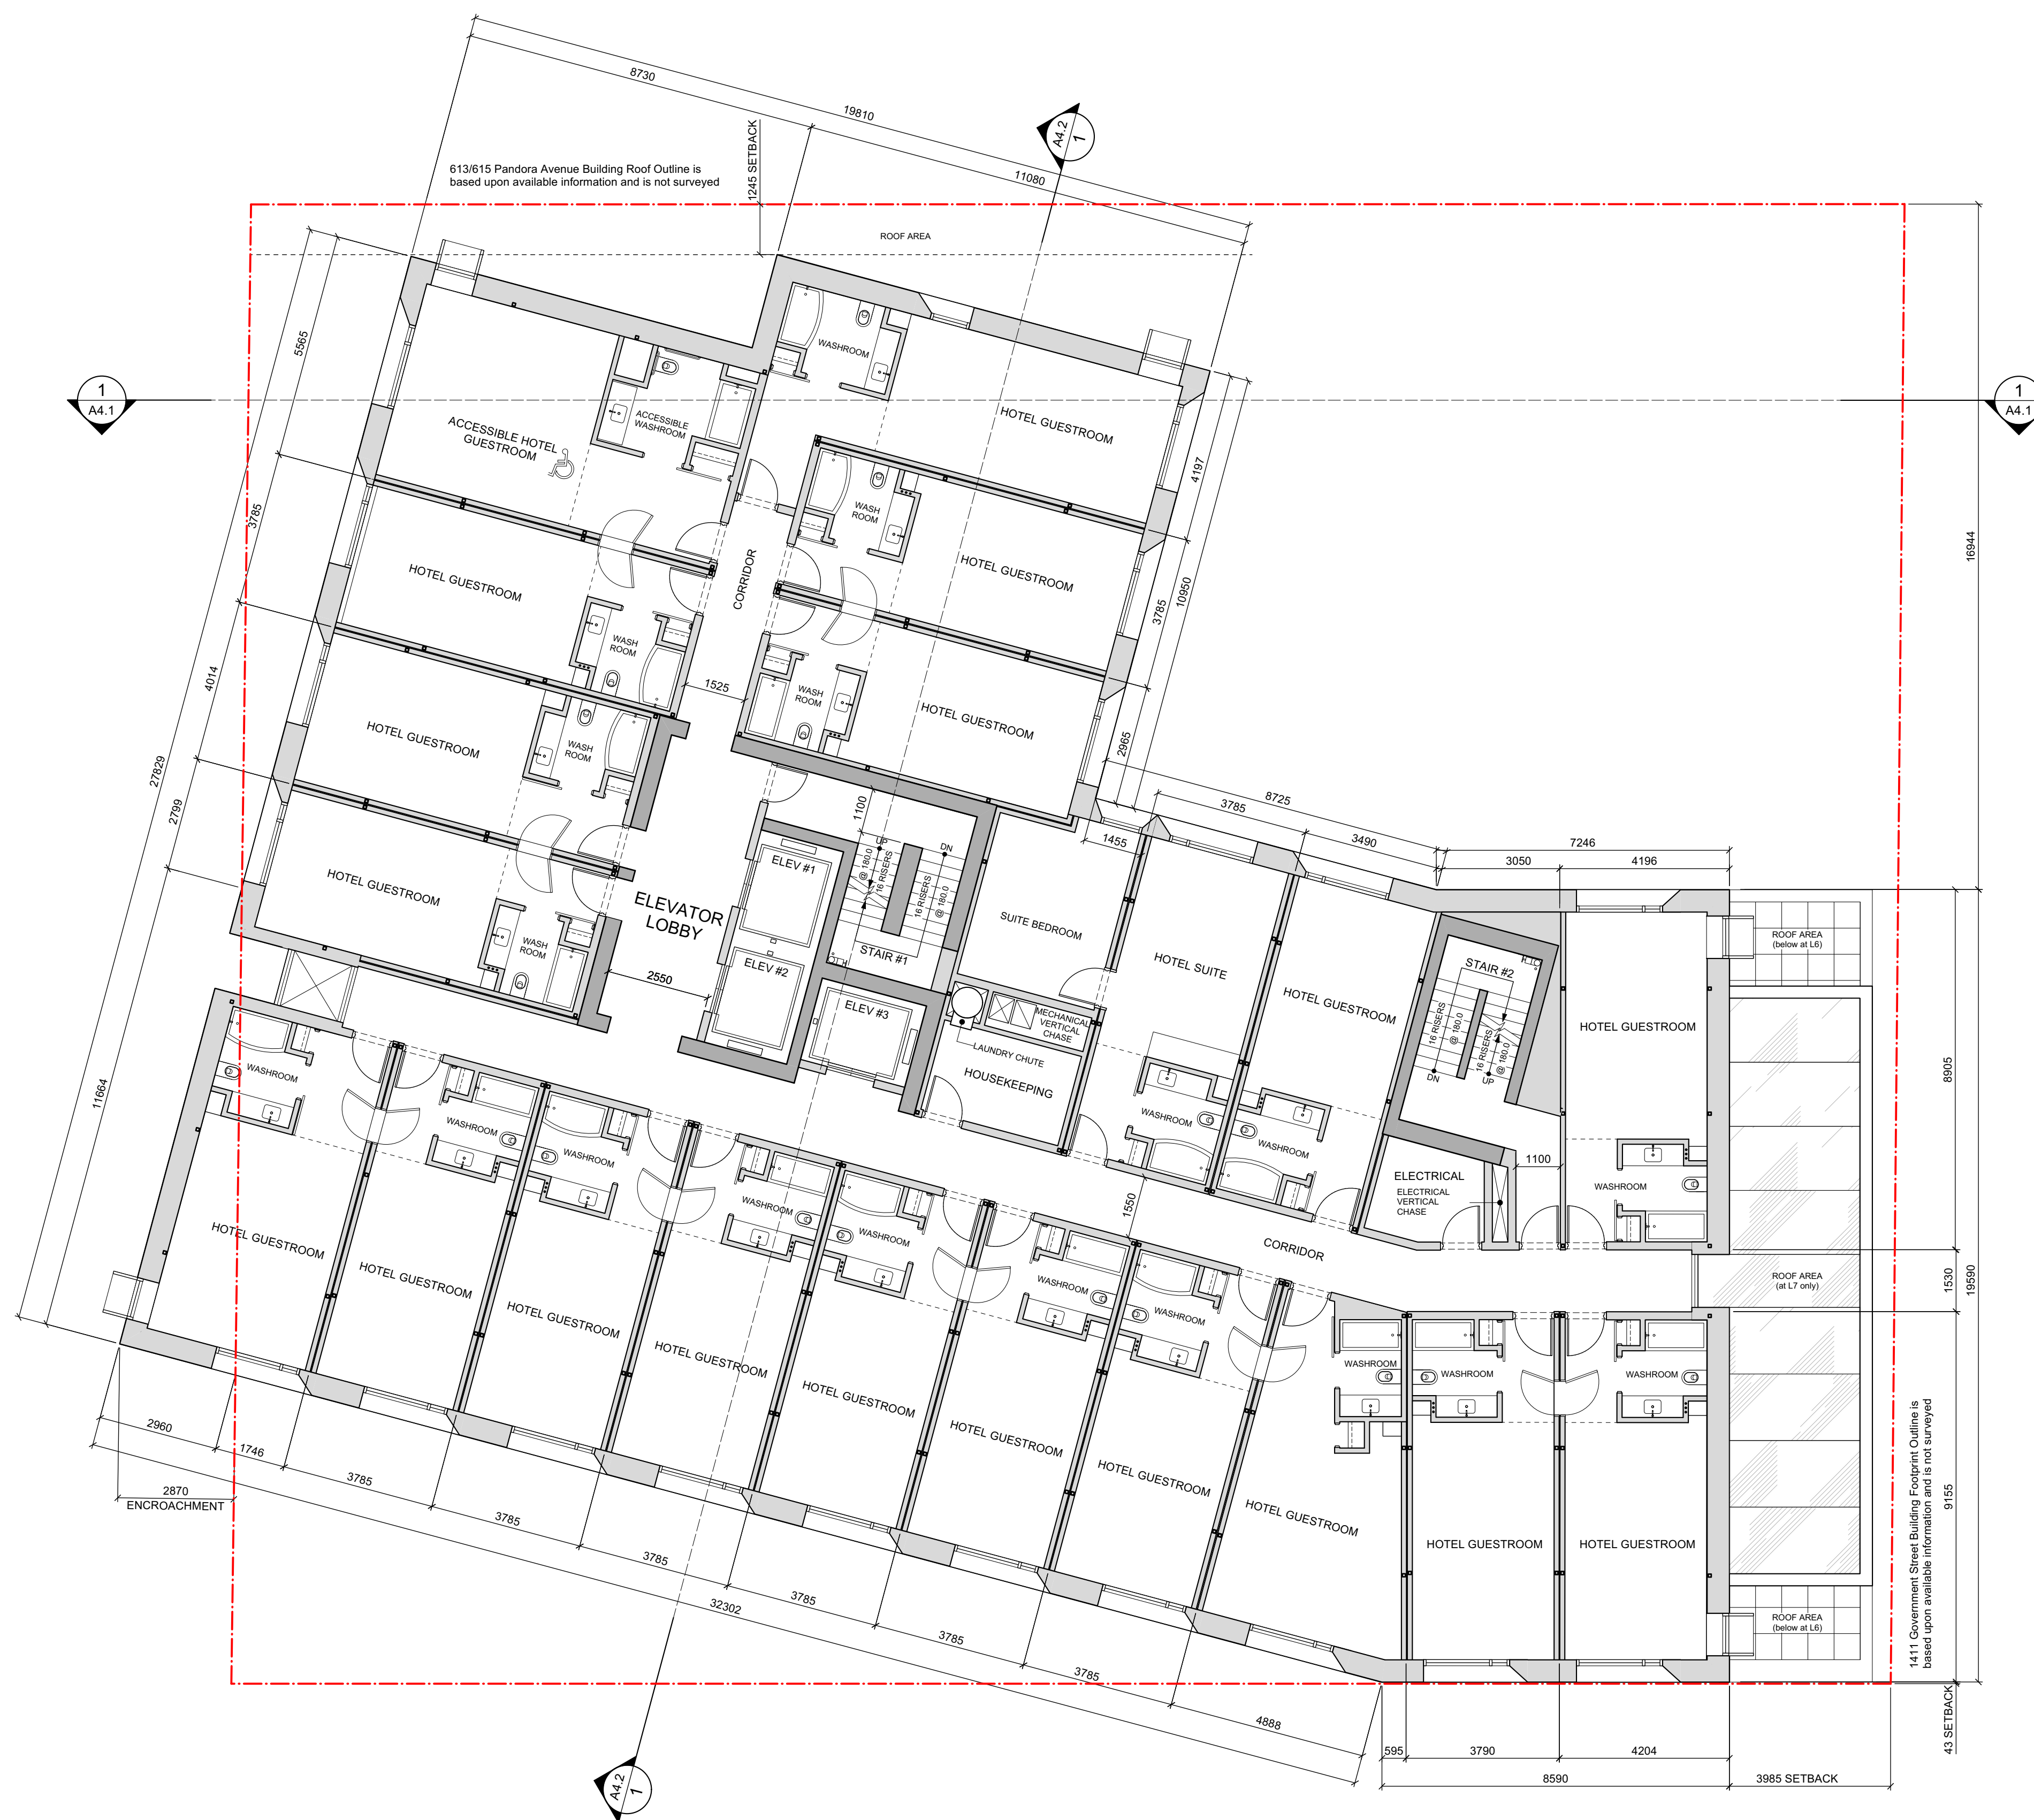 8730
19810
A4.2
1
1245 SETBACK
613/615 Pandora Avenue Building Roof Outline is
based upon available information and is not surveyed
11080
ROOF AREA
5565
WASHROOM
1
A4.1
1
A4.1
ACCESSIBLE HOTEL
GUESTROOM
ACCESSIBLE
WASHROOM
HOTEL GUESTROOM
4197
3785
WASH
ROOM
16944
HOTEL GUESTROOM
CORRIDOR
HOTEL GUESTROOM
3785
10950
WASH
ROOM
4014
1525
WASH
ROOM
HOTEL GUESTROOM
HOTEL GUESTROOM
WASH
ROOM
2965
27829
2799
8725
3785
3490
1100
1455
7246
3050
4196
UP
DN
ELEV #1
16 RISERS
@ 180.0
16 RISERS
@ 180.0
HOTEL GUESTROOM
ELEVATOR
LOBBY
SUITE BEDROOM
WASH
ROOM
STAIR #1
HOTEL SUITE
ROOF AREA
(below at L6)
2550
ELEV #2
STAIR #2
ELEV #3
HOTEL GUESTROOM
MECHANICAL
VERTICAL
CHASE
16 RISERS
@ 180.0
16 RISERS
@ 180.0
DN
UP
HOTEL GUESTROOM
LAUNDRY CHUTE
HOUSEKEEPING
WASHROOM
8905
11664
WASHROOM
WASHROOM
WASHROOM
WASHROOM
1100
ELECTRICAL
ELECTRICAL
VERTICAL
CHASE
WASHROOM
WASHROOM
WASHROOM
1550
HOTEL GUESTROOM
CORRIDOR
HOTEL GUESTROOM
WASHROOM
ROOF AREA
(at L7 only)
1530
19590
HOTEL GUESTROOM
WASHROOM
HOTEL GUESTROOM
WASHROOM
WASHROOM
WASHROOM
HOTEL GUESTROOM
HOTEL GUESTROOM
HOTEL GUESTROOM
HOTEL GUESTROOM
2960
1746
3785
3785
3785
3785
3785
3785
4888
32302
2870
ENCROACHMENT
HOTEL GUESTROOM
HOTEL GUESTROOM
9155
1411 Government Street Building Footprint Outline is
based upon available information and is not surveyed
ROOF AREA
(below at L6)
43 SETBACK
595
3790
4204
8590
3985 SETBACK
A4.2
1